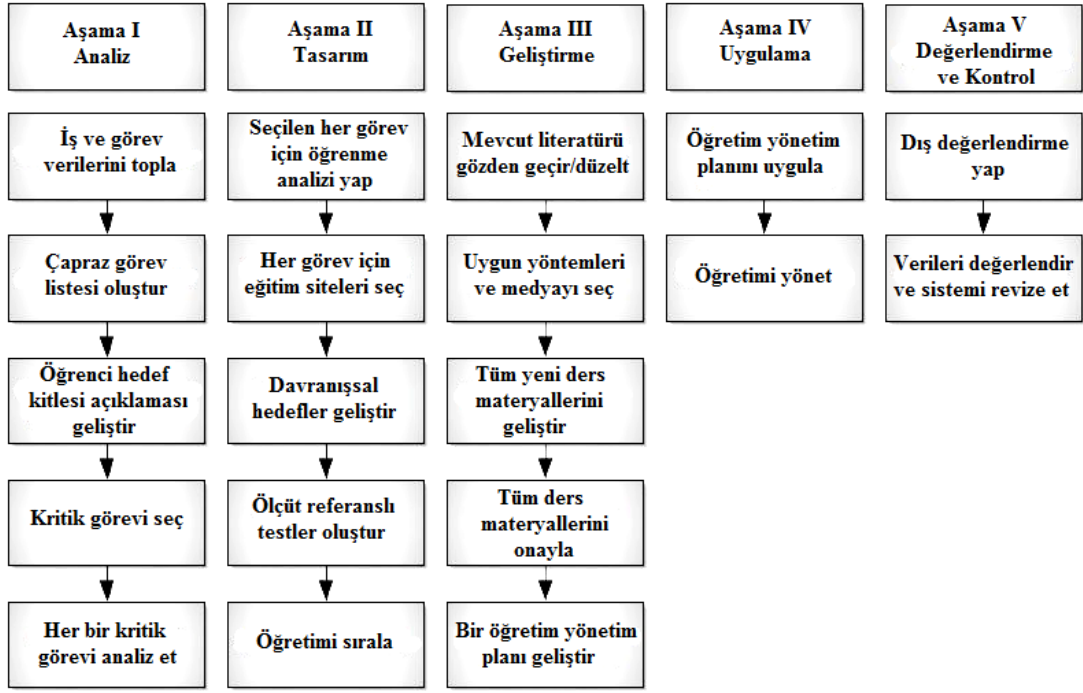 Aşama I
Analiz
Aşama II
Tasarım
Aşama III
Geliştirme
Aşama IV
Uygulama
Aşama V
Değerlendirme
ve Kontrol
İş ve görev
verilerini topla
Çapraz görev
listesi oluştur
Öğrenci hedef
kitlesi açıklaması
geliştir
Kritik görevi seç
Her bir kritik
görevi analiz et
Seçilen her görev
için öğrenme
analizi yap
Her görev için
eğitim siteleri seç
Davranışsal
hedefler geliştir
Ölçüt referanslı
testler oluştur
Öğretimi sırala
Mevcut literatürü
gözden geçir/düzelt
Uygun yöntemleri
ve medyayı seç
Tüm yeni ders
materyallerini
geliştir
Tüm ders
materyallerini
onayla
Bir öğretim yönetim
planı geliştir
Öğretim yönetim
planını uygula
Öğretimi yönet
Dış değerlendirme
yap
Verileri değerlendir
ve sistemi revize et